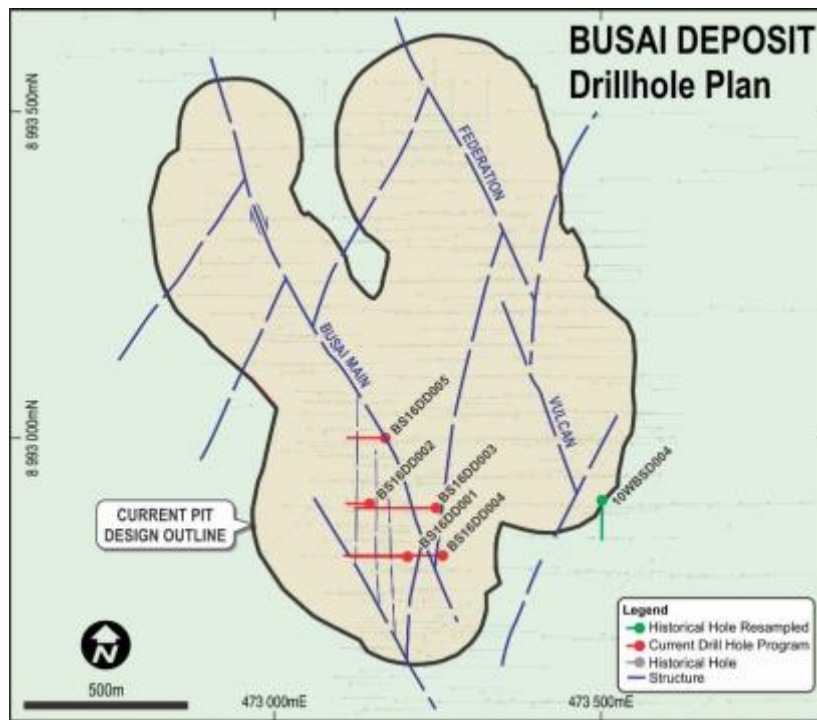 BUSAI DEPOSIT
Drillhole Plan
8 993 500mN
FEDERATION
BUSAI MAIN
BS16DD005
VULCAN
8 993 000mN
BS16DD002
BS16DD003
10WBSD004
BS16DD001
BS16DD004
CURRENT PIT
DESIGN OUTLINE
N
500m
473 000mE
473 500mE
Legend
Historical Hole Resampled
Current Drill Hole Program
Historical Hole
Structure